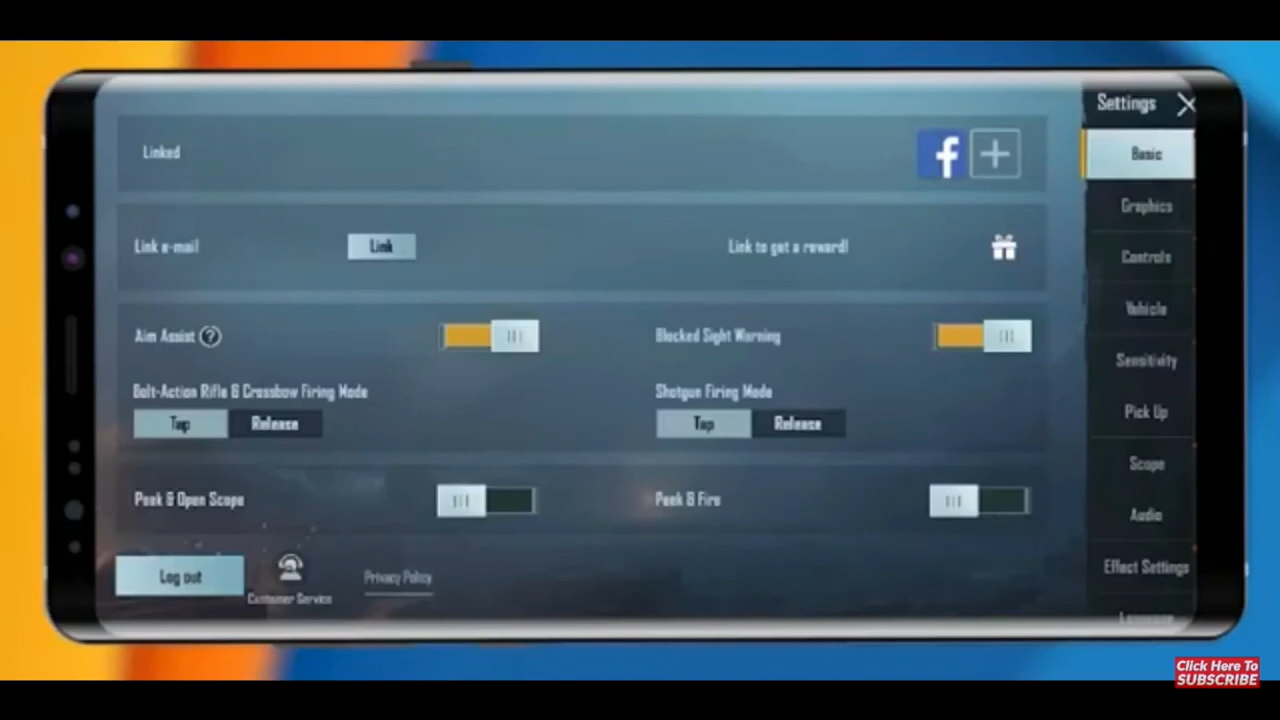 Settings
Linked
Basic
Graphics
Link e-mail
Link
Link to get a reward!
Controls
Vehicle
Aim Assist ?
Blocked Sight Warning
Sensitivity
Bolt-Action Rifle & Crossbow Firing Mode
Shotgun Firing Mode
Tap Release
Tap Release
Pick Up
Scope
Peek & Open Scope
Peek & Fire
Audio
Effect Settings
Log out
Customer Service
Privacy Policy
Language
Click Here To
SUBSCRIBE